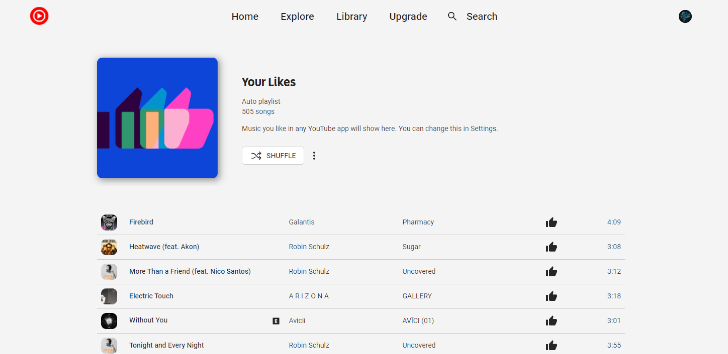 Home Explore Library Upgrade Search
Your Likes
Auto playlist
505 songs
Music you like in any YouTube app will show here. You can change this in Settings.
SHUFFLE
Firebird Galantis Pharmacy 4:09
Heatwave (feat. Akon) Robin Schulz Sugar 3:08
More Than a Friend (feat. Nico Santos) Robin Schulz Uncovered 3:12
Electric Touch A R I Z O N A GALLERY 3:18
Without You E Avicii AVĪCI (01) 3:01
Tonight and Every Night Robin Schulz Uncovered 3:55